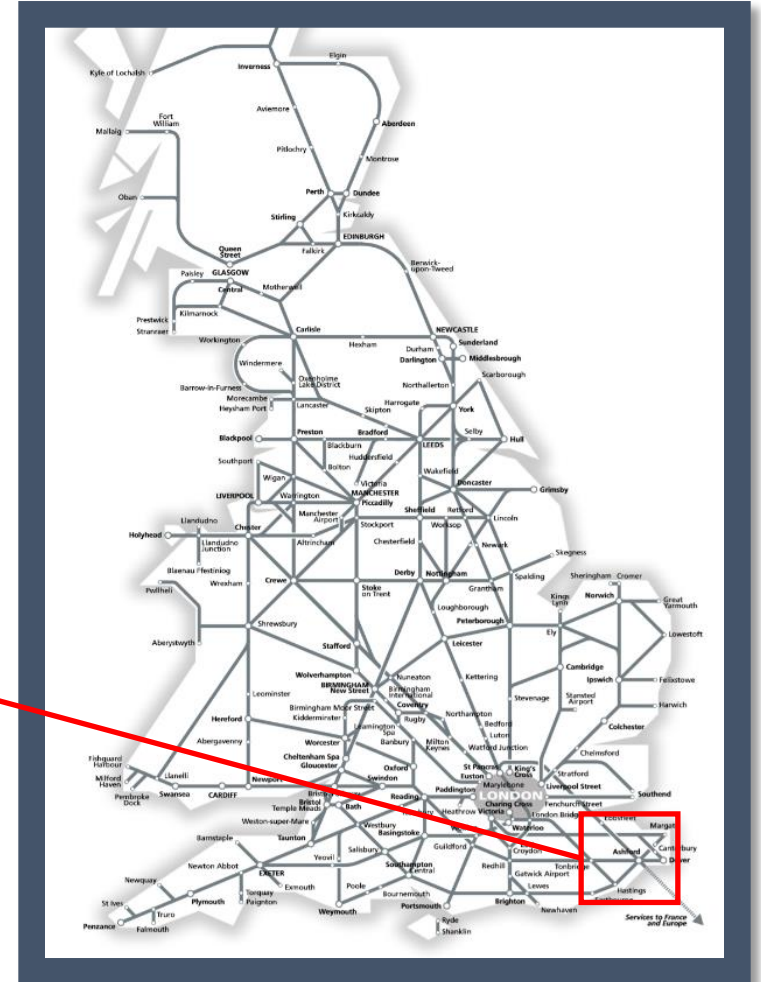 Elgin
Inverness
Kyle of Lochalsh
Aviemore
Fort
William
Mallaig
Aberdeen
Pitlochry
Montrose
Perth
Dundee
Oban
Stirling
Kirkcaldy
EDINBURGH
Queen
Street
Falkirk
Berwick-
upon-Tweed
Paisley
GLASGOW
Central
Motherwell
Prestwick
Kilmarnock
Stranraer
Carlisle
NEWCASTLE
Workington
Hexham
Durham
Sunderland
Darlington
Middlesbrough
Windermere
Scarborough
Oxenholme
Lake District
Northallerton
Barrow-in-Furness
Morecambe
Heysham Port
Lancaster
Harrogate
Skipton
York
Blackpool
Preston
Bradford
Selby
Hull
Blackburn
LEEDS
Southport
Huddersfield
Bolton
Wakefield
Wigan
Victoria
Doncaster
LIVERPOOL
Warrington
MANCHESTER
Piccadilly
Grimsby
Manchester
Airport
Sheffield
Retford
Llandudno
Stockport
Worksop
Lincoln
Holyhead
Chester
Llandudno
Junction
Altrincham
Chesterfield
Newark
Skegness
Blaenau Ffestiniog
Derby
Nottingham
Pwllheli
Wrexham
Crewe
Stoke
on Trent
Grantham
Spalding
Sheringham
Cromer
Kings
Lynn
Norwich
Great
Yarmouth
Loughborough
Peterborough
Shrewsbury
Ely
Lowestoft
Aberystwyth
Stafford
Leicester
Wolverhampton
Nuneaton
Kettering
Cambridge
BIRMINGHAM
New Street
Birmingham
International
Ipswich
Felixstowe
Leominster
Birmingham Moor Street
Coventry
Stevenage
Stansted
Airport
Harwich
Kidderminster
Rugby
Northampton
Hereford
Leamington
Spa
Bedford
Colchester
Worcester
Banbury
Milton
Keynes
Luton
Abergavenny
Watford Junction
Chelmsford
Cheltenham Spa
Fishguard
Harbour
Gloucester
Oxford
St Pancras
King's
Cross
Euston
Stratford
Milford
Haven
Llanelli
Newport
Swindon
Marylebone
Liverpool Street
Pembroke
Dock
Swansea
CARDIFF
Reading
Paddington
LONDON
Southend
Bristol
Temple Meads
Bath
Heathrow
Victoria
Charing Cross
Fenchurch Street
London Bridge
Weston-super-Mare
Waterloo
Ebbsfleet
Barnstaple
Taunton
Westbury
Basingstoke
Croydon
Ashford
Canterbury
Yeovil
Salisbury
Guildford
Redhill
Tonbridge
Dover
Newton Abbot
EXETER
Southampton
Central
Gatwick Airport
Newquay
Exmouth
Poole
Lewes
Hastings
St Ives
Plymouth
Torquay
Paignton
Bournemouth
Truro
Weymouth
Portsmouth
Brighton
Newhaven
Penzance
Falmouth
Ryde
Shanklin
Services to France
and Europe